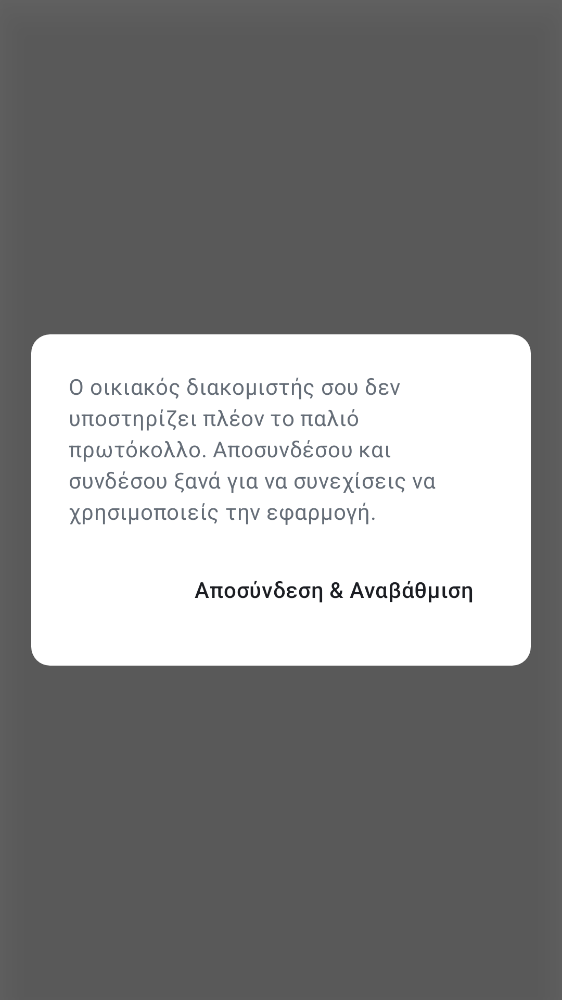 Ο οικιακός διακομιστής σου δεν
υποστηρίζει πλέον το παλιό
πρωτόκολλο. Αποσυνδέσου και
συνδέσου ξανά για να συνεχίσεις να
χρησιμοποιείς την εφαρμογή.
Αποσύνδεση & Αναβάθμιση